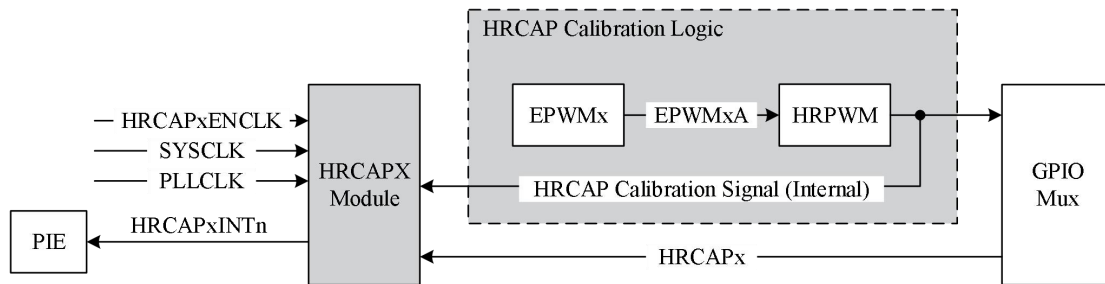 HRCAP Calibration Logic
HRCAPxENCLK
SYSCLK
PLLCLK
HRCAPX
Module
EPWMx
EPWMxA
HRPWM
HRCAP Calibration Signal (Internal)
GPIO
Mux
PIE
HRCAPxINTn
HRCAPx